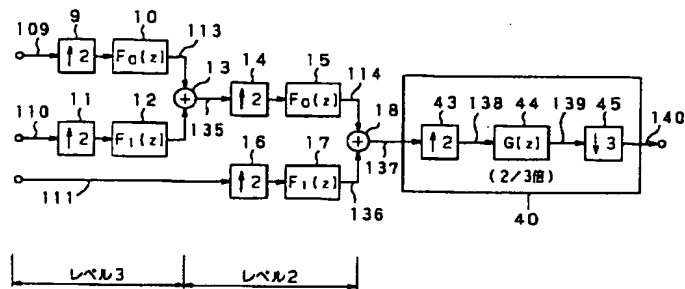 9 10 113
109 ↑2 F₀(z) 13 14 15 114
11 12 + ↑2 F₀(z) 18 43 138 44 139 45 140
110 ↑2 F₁(z) 135 16 17 + 137 ↑2 G(z) ↓3
111 ↑2 F₁(z) 136 (2/3倍)
40
レベル3 レベル2